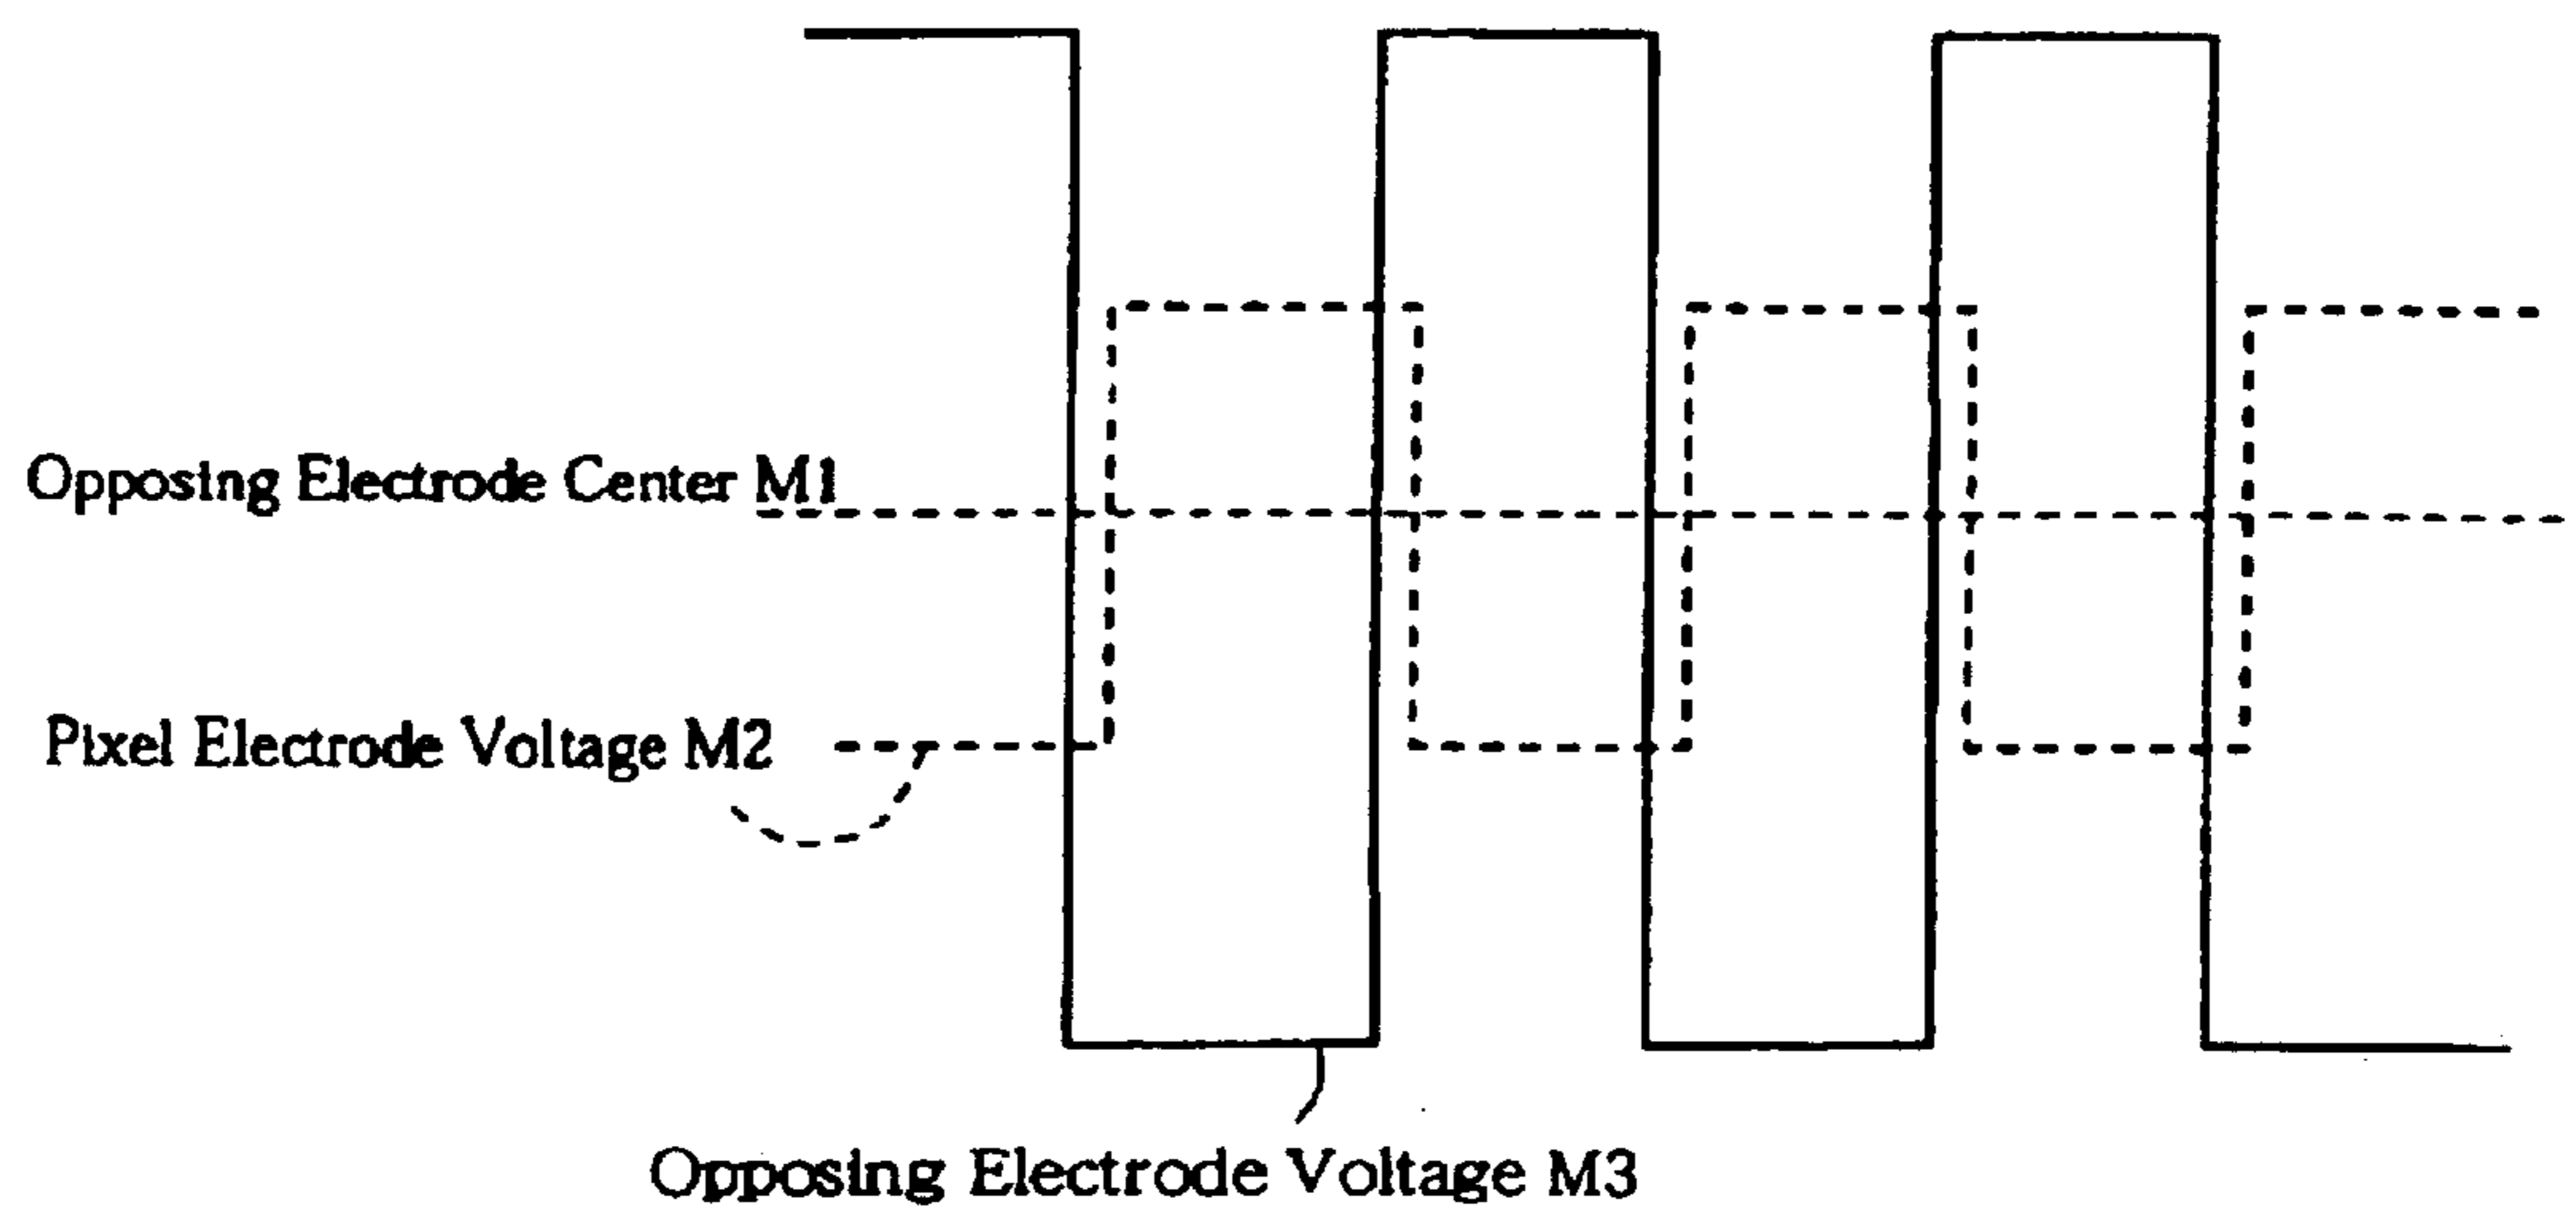 Opposing Electrode Center M1
Pixel Electrode Voltage M2
Opposing Electrode Voltage M3